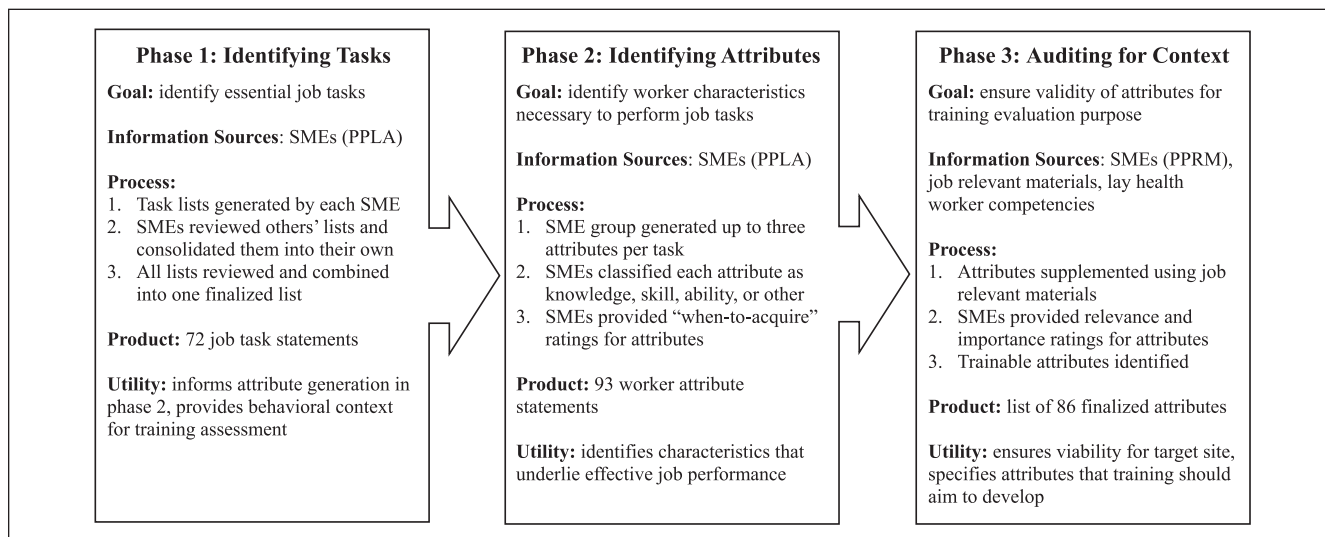 Phase 1: Identifying Tasks
Goal: identify essential job tasks
Information Sources: SMEs (PPLA)
Process:
1. Task lists generated by each SME
2. SMEs reviewed others' lists and
consolidated them into their own
3. All lists reviewed and combined
into one finalized list
Product: 72 job task statements
Utility: informs attribute generation in
phase 2, provides behavioral context
for training assessment
Phase 2: Identifying Attributes
Goal: identify worker characteristics
necessary to perform job tasks
Information Sources: SMEs (PPLA)
Process:
1. SME group generated up to three
attributes per task
2. SMEs classified each attribute as
knowledge, skill, ability, or other
3. SMEs provided “when-to-acquire”
ratings for attributes
Product: 93 worker attribute
statements
Utility: identifies characteristics that
underlie effective job performance
Phase 3: Auditing for Context
Goal: ensure validity of attributes for
training evaluation purpose
Information Sources: SMEs (PPRM),
job relevant materials, lay health
worker competencies
Process:
1. Attributes supplemented using job
relevant materials
2. SMEs provided relevance and
importance ratings for attributes
3. Trainable attributes identified
Product: list of 86 finalized attributes
Utility: ensures viability for target site,
specifies attributes that training should
aim to develop